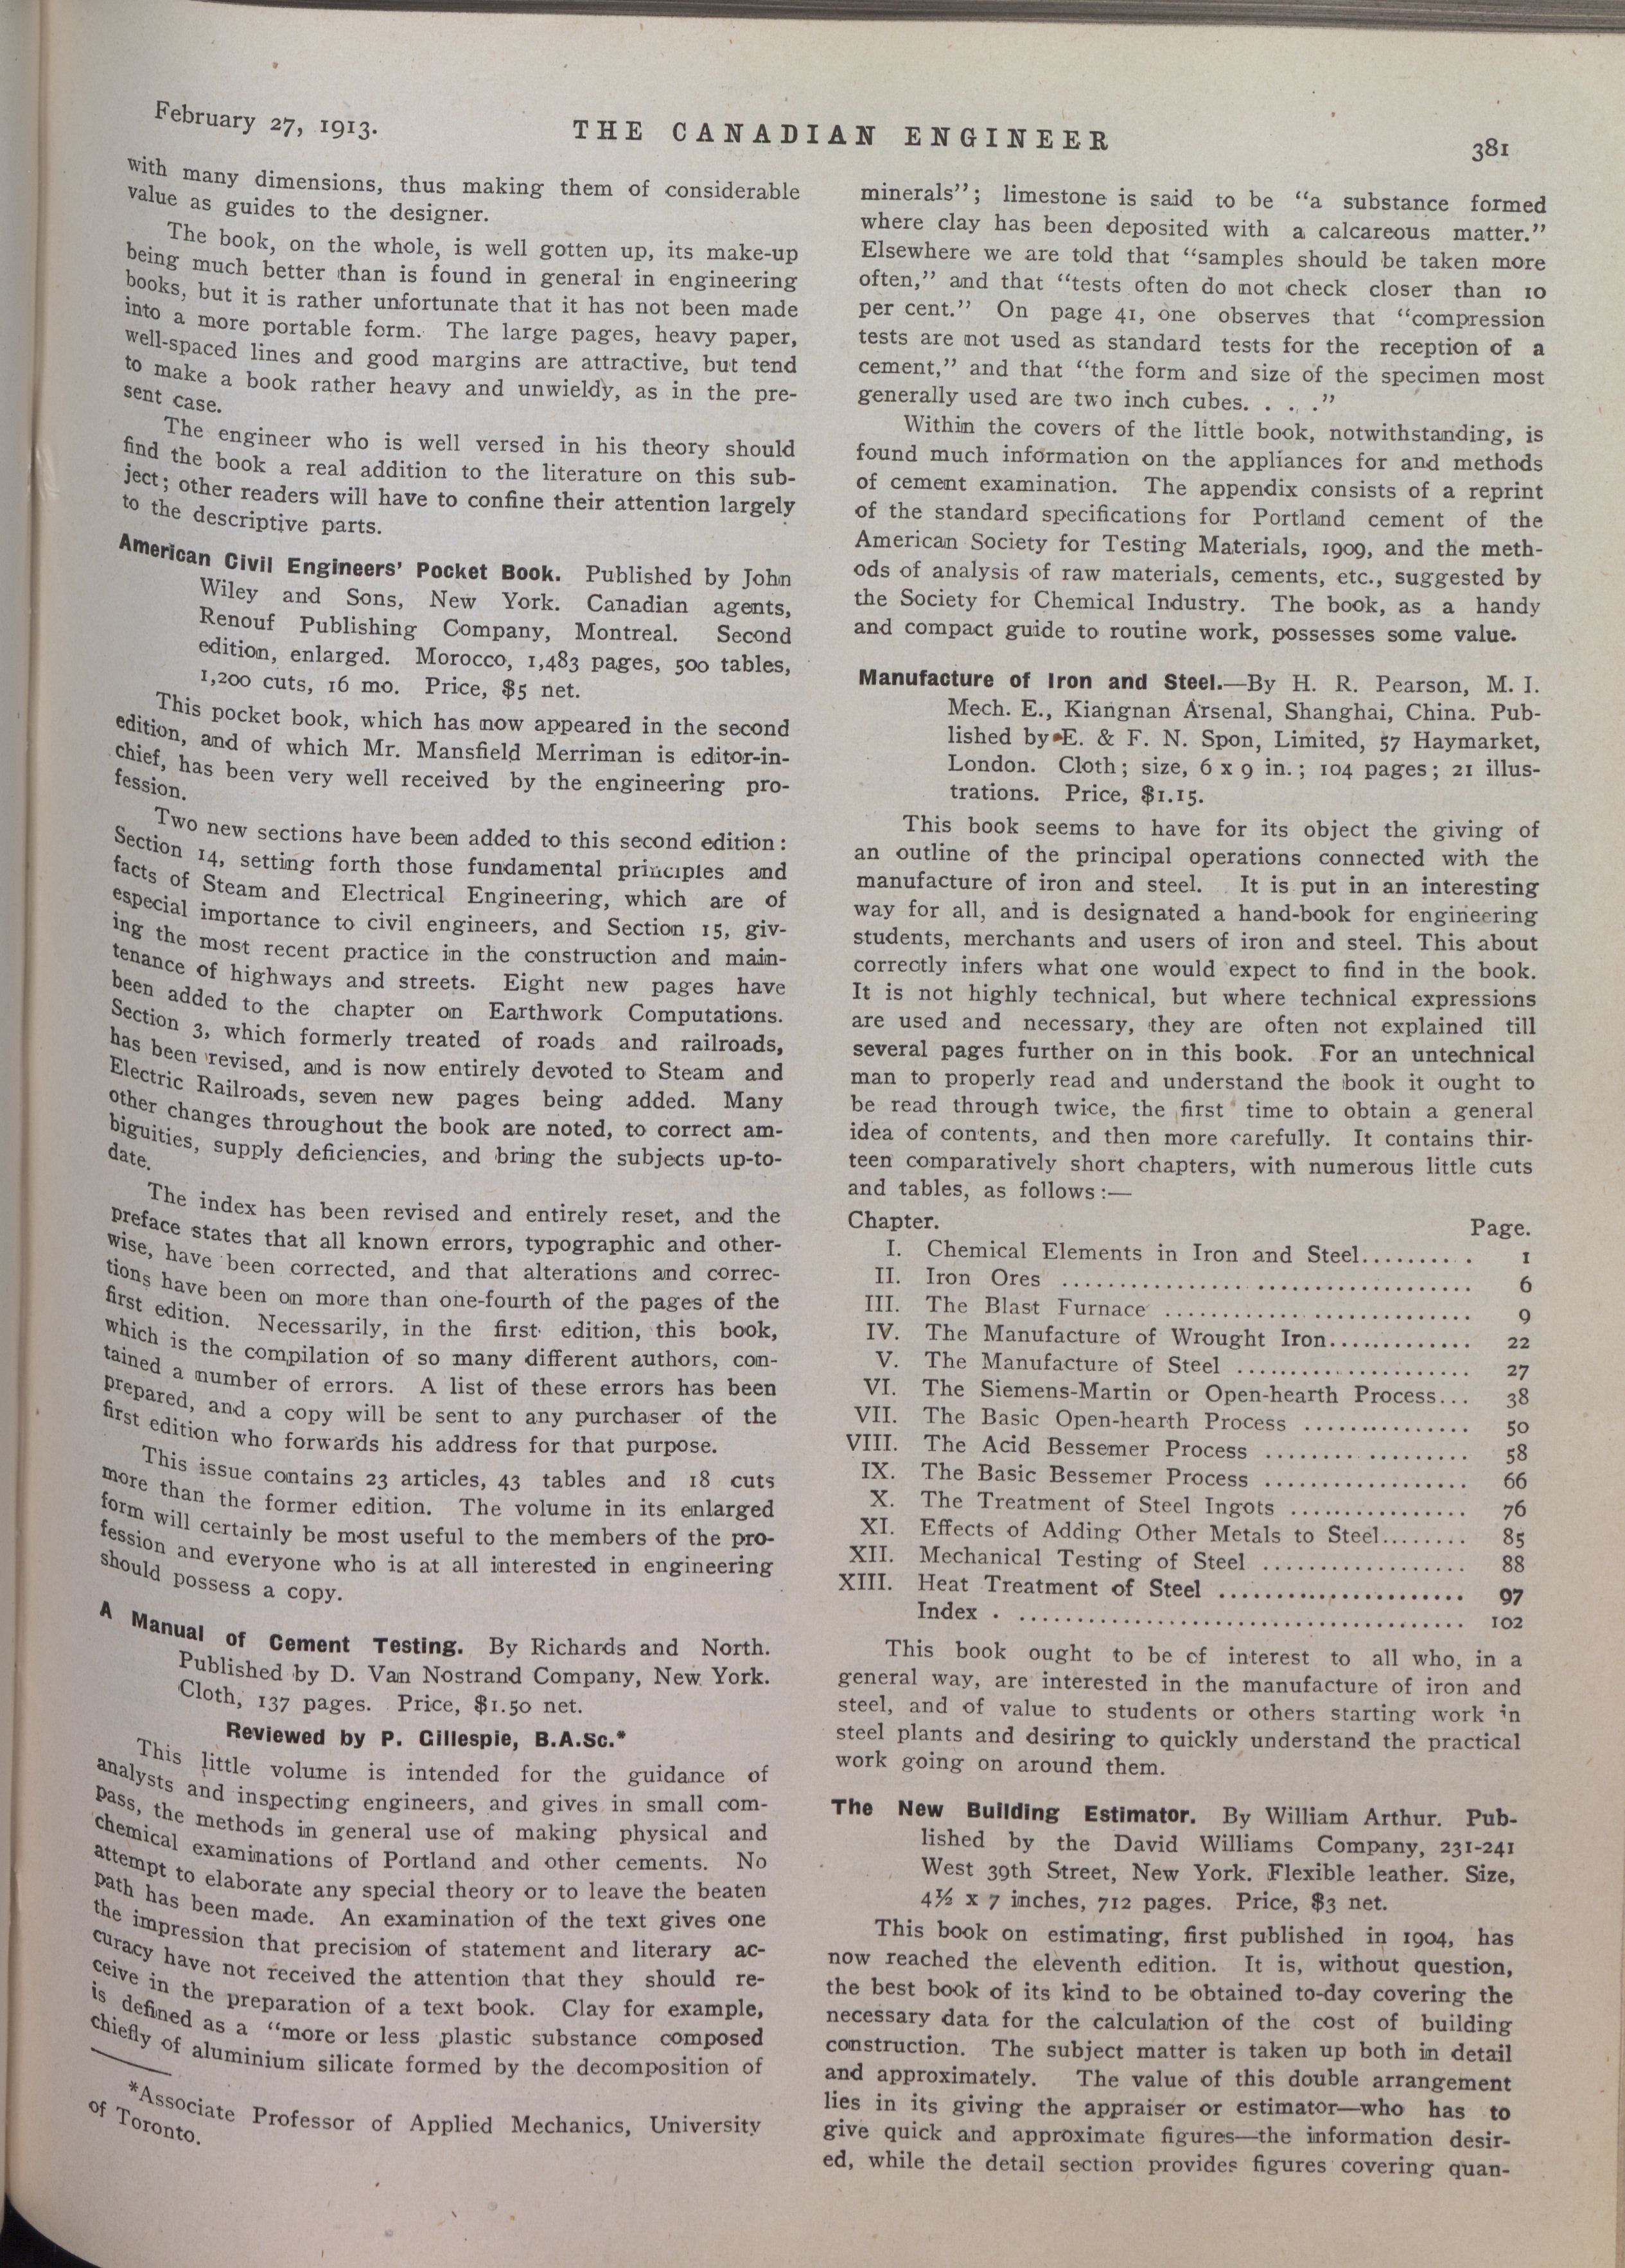 February 27, 1913.
THE CANADIAN ENGINEER
381
with many dimensions, thus making them of considerable
value as guides to the designer.
The book, on the whole, is well gotten up, its make-up
being much better than is found in general in engineering
books, but it is rather unfortunate that it has not been made
into a more portable form. The large pages, heavy paper,
well-spaced lines and good margins are attractive, but tend
to make a book rather heavy and unwieldy, as in the pre-
sent case.
The engineer who is well versed in his theory should
find the book a real addition to the literature on this sub-
ject; other readers will have to confine their attention largely
to the descriptive parts.
American Civil Engineers' Pocket Book. Published by John
Wiley and Sons, New York. Canadian agents,
Renouf Publishing Company, Montreal. Second
edition, enlarged. Morocco, 1,483 pages, 500 tables,
1,200 cuts, 16 mo. Price, $5 net.
This pocket book, which has now appeared in the second
edition, and of which Mr. Mansfield Merriman is editor-in-
chief, has been very well received by the engineering pro-
fession.
Two new sections have been added to this second edition:
Section 14, setting forth those fundamental principles and
facts of Steam and Electrical Engineering, which are of
especial importance to civil engineers, and Section 15, giv-
ing the most recent practice in the construction and main-
tenance of highways and streets. Eight new pages have
been added to the chapter on Earthwork Computations.
Section 3, which formerly treated of roads and railroads,
has been revised, and is now entirely devoted to Steam and
Electric Railroads, seven new pages being added. Many
other changes throughout the book are noted, to correct am-
biguities, supply deficiencies, and bring the subjects up-to-
date.
The index has been revised and entirely reset, and the
preface states that all known errors, typographic and other-
wise, have been corrected, and that alterations and correc-
tions have been on more than one-fourth of the pages of the
first edition. Necessarily, in the first edition, this book,
which is the compilation of so many different authors, con-
tained a number of errors. A list of these errors has been
prepared, and a copy will be sent to any purchaser of the
first edition who forwards his address for that purpose.
This issue contains 23 articles, 43 tables and 18 cuts
more than the former edition. The volume in its enlarged
form will certainly be most useful to the members of the pro-
fession and everyone who is at all interested in engineering
should possess a copy.
A Manual of Cement Testing. By Richards and North.
Published by D. Van Nostrand Company, New York.
Cloth, 137 pages. Price, $1.50 net.
Reviewed by P. Gillespie, B.A.Sc.*
This little volume is intended for the guidance of
analysts and inspecting engineers, and gives in small com-
pass, the methods in general use of making physical and
chemical examinations of Portland and other cements. No
attempt to elaborate any special theory or to leave the beaten
path has been made. An examination of the text gives one
the impression that precision of statement and literary ac-
curacy have not received the attention that they should re-
ceive in the preparation of a text book. Clay for example,
is defined as a "more or less plastic substance composed
chiefly of aluminium silicate formed by the decomposition of
*Associate Professor of Applied Mechanics, University
of Toronto.
minerals"; limestone is said to be "a substance formed
where clay has been deposited with a calcareous matter."
Elsewhere we are told that "samples should be taken more
often," and that "tests often do not check closer than 10
per cent." On page 41, one observes that "compression
tests are not used as standard tests for the reception of a
cement," and that "the form and size of the specimen most
generally used are two inch cubes. . . ."
Within the covers of the little book, notwithstanding, is
found much information on the appliances for and methods
of cement examination. The appendix consists of a reprint
of the standard specifications for Portland cement of the
American Society for Testing Materials, 1909, and the meth-
ods of analysis of raw materials, cements, etc., suggested by
the Society for Chemical Industry. The book, as a handy
and compact guide to routine work, possesses some value.
Manufacture of Iron and Steel.—By H. R. Pearson, M. I.
Mech. E., Kiangnan Arsenal, Shanghai, China. Pub-
lished by E. & F. N. Spon, Limited, 57 Haymarket,
London. Cloth; size, 6 x 9 in.; 104 pages; 21 illus-
trations. Price, $1.15.
This book seems to have for its object the giving of
an outline of the principal operations connected with the
manufacture of iron and steel. It is put in an interesting
way for all, and is designated a hand-book for engineering
students, merchants and users of iron and steel. This about
correctly infers what one would expect to find in the book.
It is not highly technical, but where technical expressions
are used and necessary, they are often not explained till
several pages further on in this book. For an untechnical
man to properly read and understand the book it ought to
be read through twice, the first time to obtain a general
idea of contents, and then more carefully. It contains thir-
teen comparatively short chapters, with numerous little cuts
and tables, as follows:—
Chapter. Page.
I. Chemical Elements in Iron and Steel.......... 1
II. Iron Ores .................................... 6
III. The Blast Furnace ........................... 9
IV. The Manufacture of Wrought Iron............. 22
V. The Manufacture of Steel .................... 27
VI. The Siemens-Martin or Open-hearth Process... 38
VII. The Basic Open-hearth Process ............... 50
VIII. The Acid Bessemer Process .................. 58
IX. The Basic Bessemer Process .................. 66
X. The Treatment of Steel Ingots ................ 76
XI. Effects of Adding Other Metals to Steel........ 85
XII. Mechanical Testing of Steel .................. 88
XIII. Heat Treatment of Steel ...................... 97
Index . ....................................... 102
This book ought to be of interest to all who, in a
general way, are interested in the manufacture of iron and
steel, and of value to students or others starting work in
steel plants and desiring to quickly understand the practical
work going on around them.
The New Building Estimator. By William Arthur. Pub-
lished by the David Williams Company, 231-241
West 39th Street, New York. Flexible leather. Size,
4½ x 7 inches, 712 pages. Price, $3 net.
This book on estimating, first published in 1904, has
now reached the eleventh edition. It is, without question,
the best book of its kind to be obtained to-day covering the
necessary data for the calculation of the cost of building
construction. The subject matter is taken up both in detail
and approximately. The value of this double arrangement
lies in its giving the appraiser or estimator—who has to
give quick and approximate figures—the information desir-
ed, while the detail section provides figures covering quan-